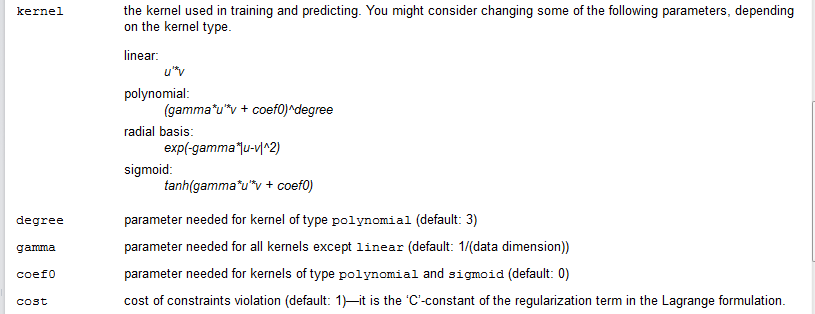 kernel the kernel used in training and predicting. You might consider changing some of the following parameters, depending
on the kernel type.
linear:
u'*v
polynomial:
(gamma*u'*v + coef0)^degree
radial basis:
exp(-gamma*|u-v|^2)
sigmoid:
tanh(gamma*u'*v + coef0)
degree parameter needed for kernel of type polynomial (default: 3)
gamma parameter needed for all kernels except linear (default: 1/(data dimension))
coef0 parameter needed for kernels of type polynomial and sigmoid (default: 0)
cost cost of constraints violation (default: 1)—it is the ‘C’-constant of the regularization term in the Lagrange formulation.